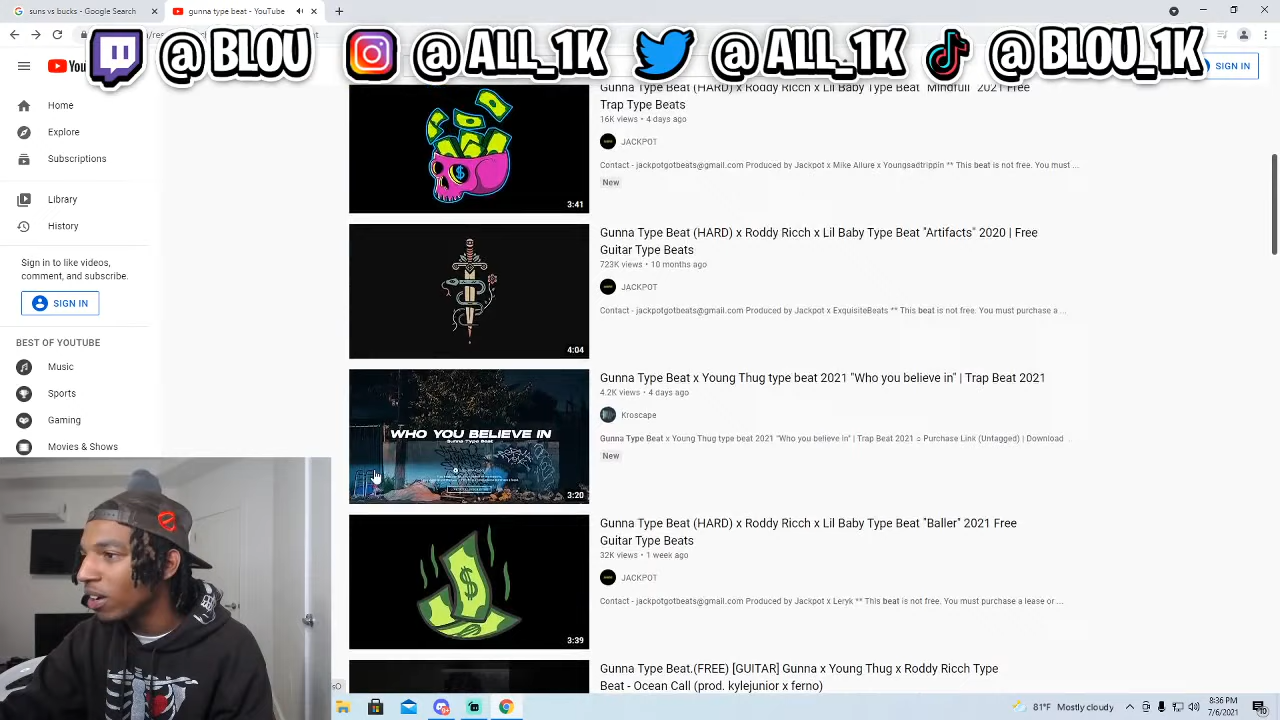 suns vs bucks - Google Search
gunna type beat - YouTube
@ BLOU @ ALL_1K @ ALL_1K @ BLOU_1K
You
SIGN IN
Home
Explore
Subscriptions
Library
History
Sign in to like videos,
comment, and subscribe.
SIGN IN
BEST OF YOUTUBE
Music
Sports
Gaming
Movies & Shows
Gunna Type Beat (HARD) x Roddy Ricch x Lil Baby Type Beat "Mindfull" 2021 Free
Trap Type Beats
16K views • 4 days ago
JACKPOT
Contact - jackpotgotbeats@gmail.com Produced by Jackpot x Mike Allure x Youngsadtrippin ** This beat is not free. You must ...
New
3:41
Gunna Type Beat (HARD) x Roddy Ricch x Lil Baby Type Beat "Artifacts" 2020 | Free
Guitar Type Beats
723K views • 10 months ago
JACKPOT
Contact - jackpotgotbeats@gmail.com Produced by Jackpot x ExquisiteBeats ** This beat is not free. You must purchase a ...
4:04
Gunna Type Beat x Young Thug type beat 2021 "Who you believe in" | Trap Beat 2021
4.2K views • 4 days ago
Kroscape
Gunna Type Beat x Young Thug type beat 2021 "Who you believe in" | Trap Beat 2021 ⌂ Purchase Link (Untagged) | Download ...
New
WHO YOU BELIEVE IN
Gunna Type Beat
3:20
Gunna Type Beat (HARD) x Roddy Ricch x Lil Baby Type Beat "Baller" 2021 Free
Guitar Type Beats
32K views • 1 week ago
JACKPOT
Contact - jackpotgotbeats@gmail.com Produced by Jackpot x Leryk ** This beat is not free. You must purchase a lease or ...
3:39
Gunna Type Beat.(FREE) [GUITAR] Gunna x Young Thug x Roddy Ricch Type
Beat - Ocean Call (prod. kylejunior x ferno)
81°F Mostly cloudy
9:36 PM
7/6/2021